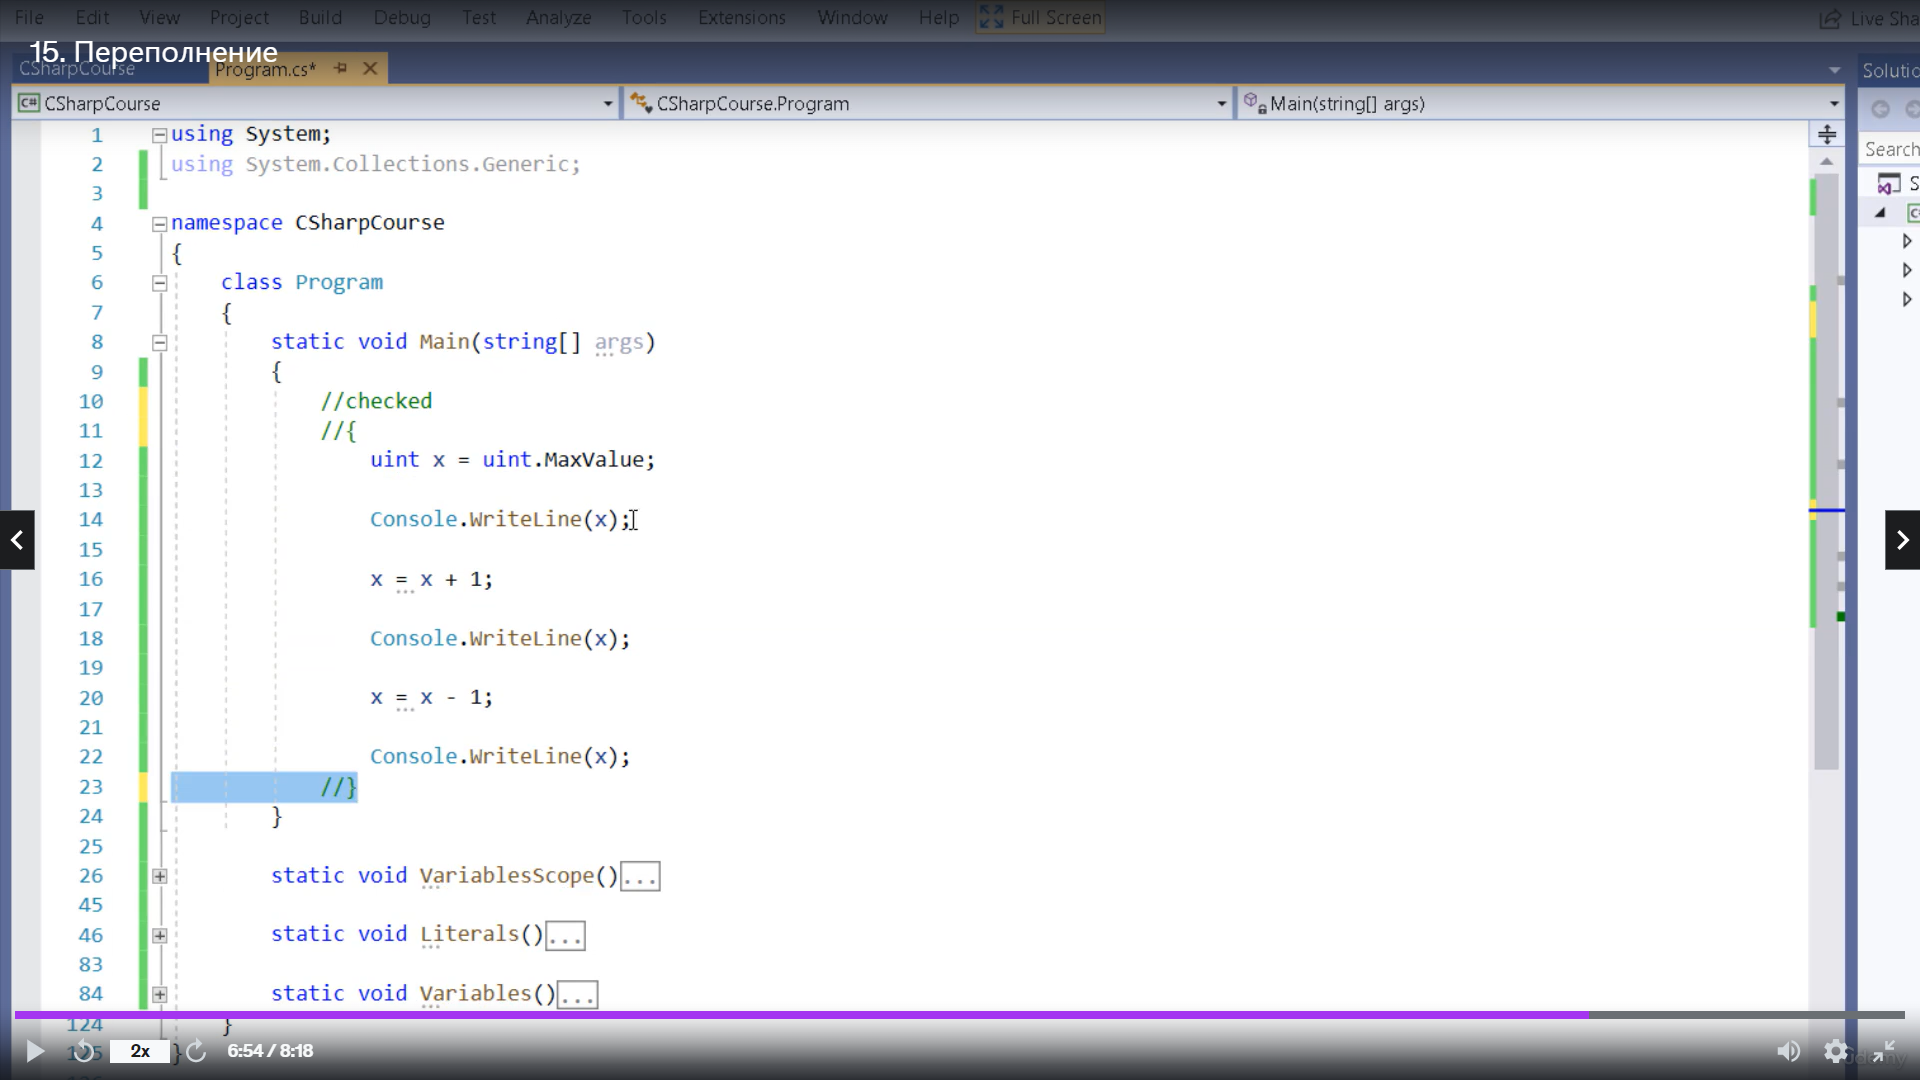 File Edit View Project Build Debug Test Analyze Tools Extensions Window Help Full Screen Live Sha
15. Переполнение
CSharpCourse Program.cs* Solutio
CSharpCourse CSharpCourse.Program Main(string[] args)
Search
1 using System;
2 using System.Collections.Generic;
3
4 namespace CSharpCourse
5 {
6 class Program
7 {
8 static void Main(string[] args)
9 {
10 //checked
11 //{
12 uint x = uint.MaxValue;
13
14 Console.WriteLine(x);
15
16 x = x + 1;
17
18 Console.WriteLine(x);
19
20 x = x - 1;
21
22 Console.WriteLine(x);
23 //}
24 }
25
26 static void VariablesScope()...
45
46 static void Literals()...
83
84 static void Variables()...
124 }
125 }
2x 6:54 / 8:18
Udemy